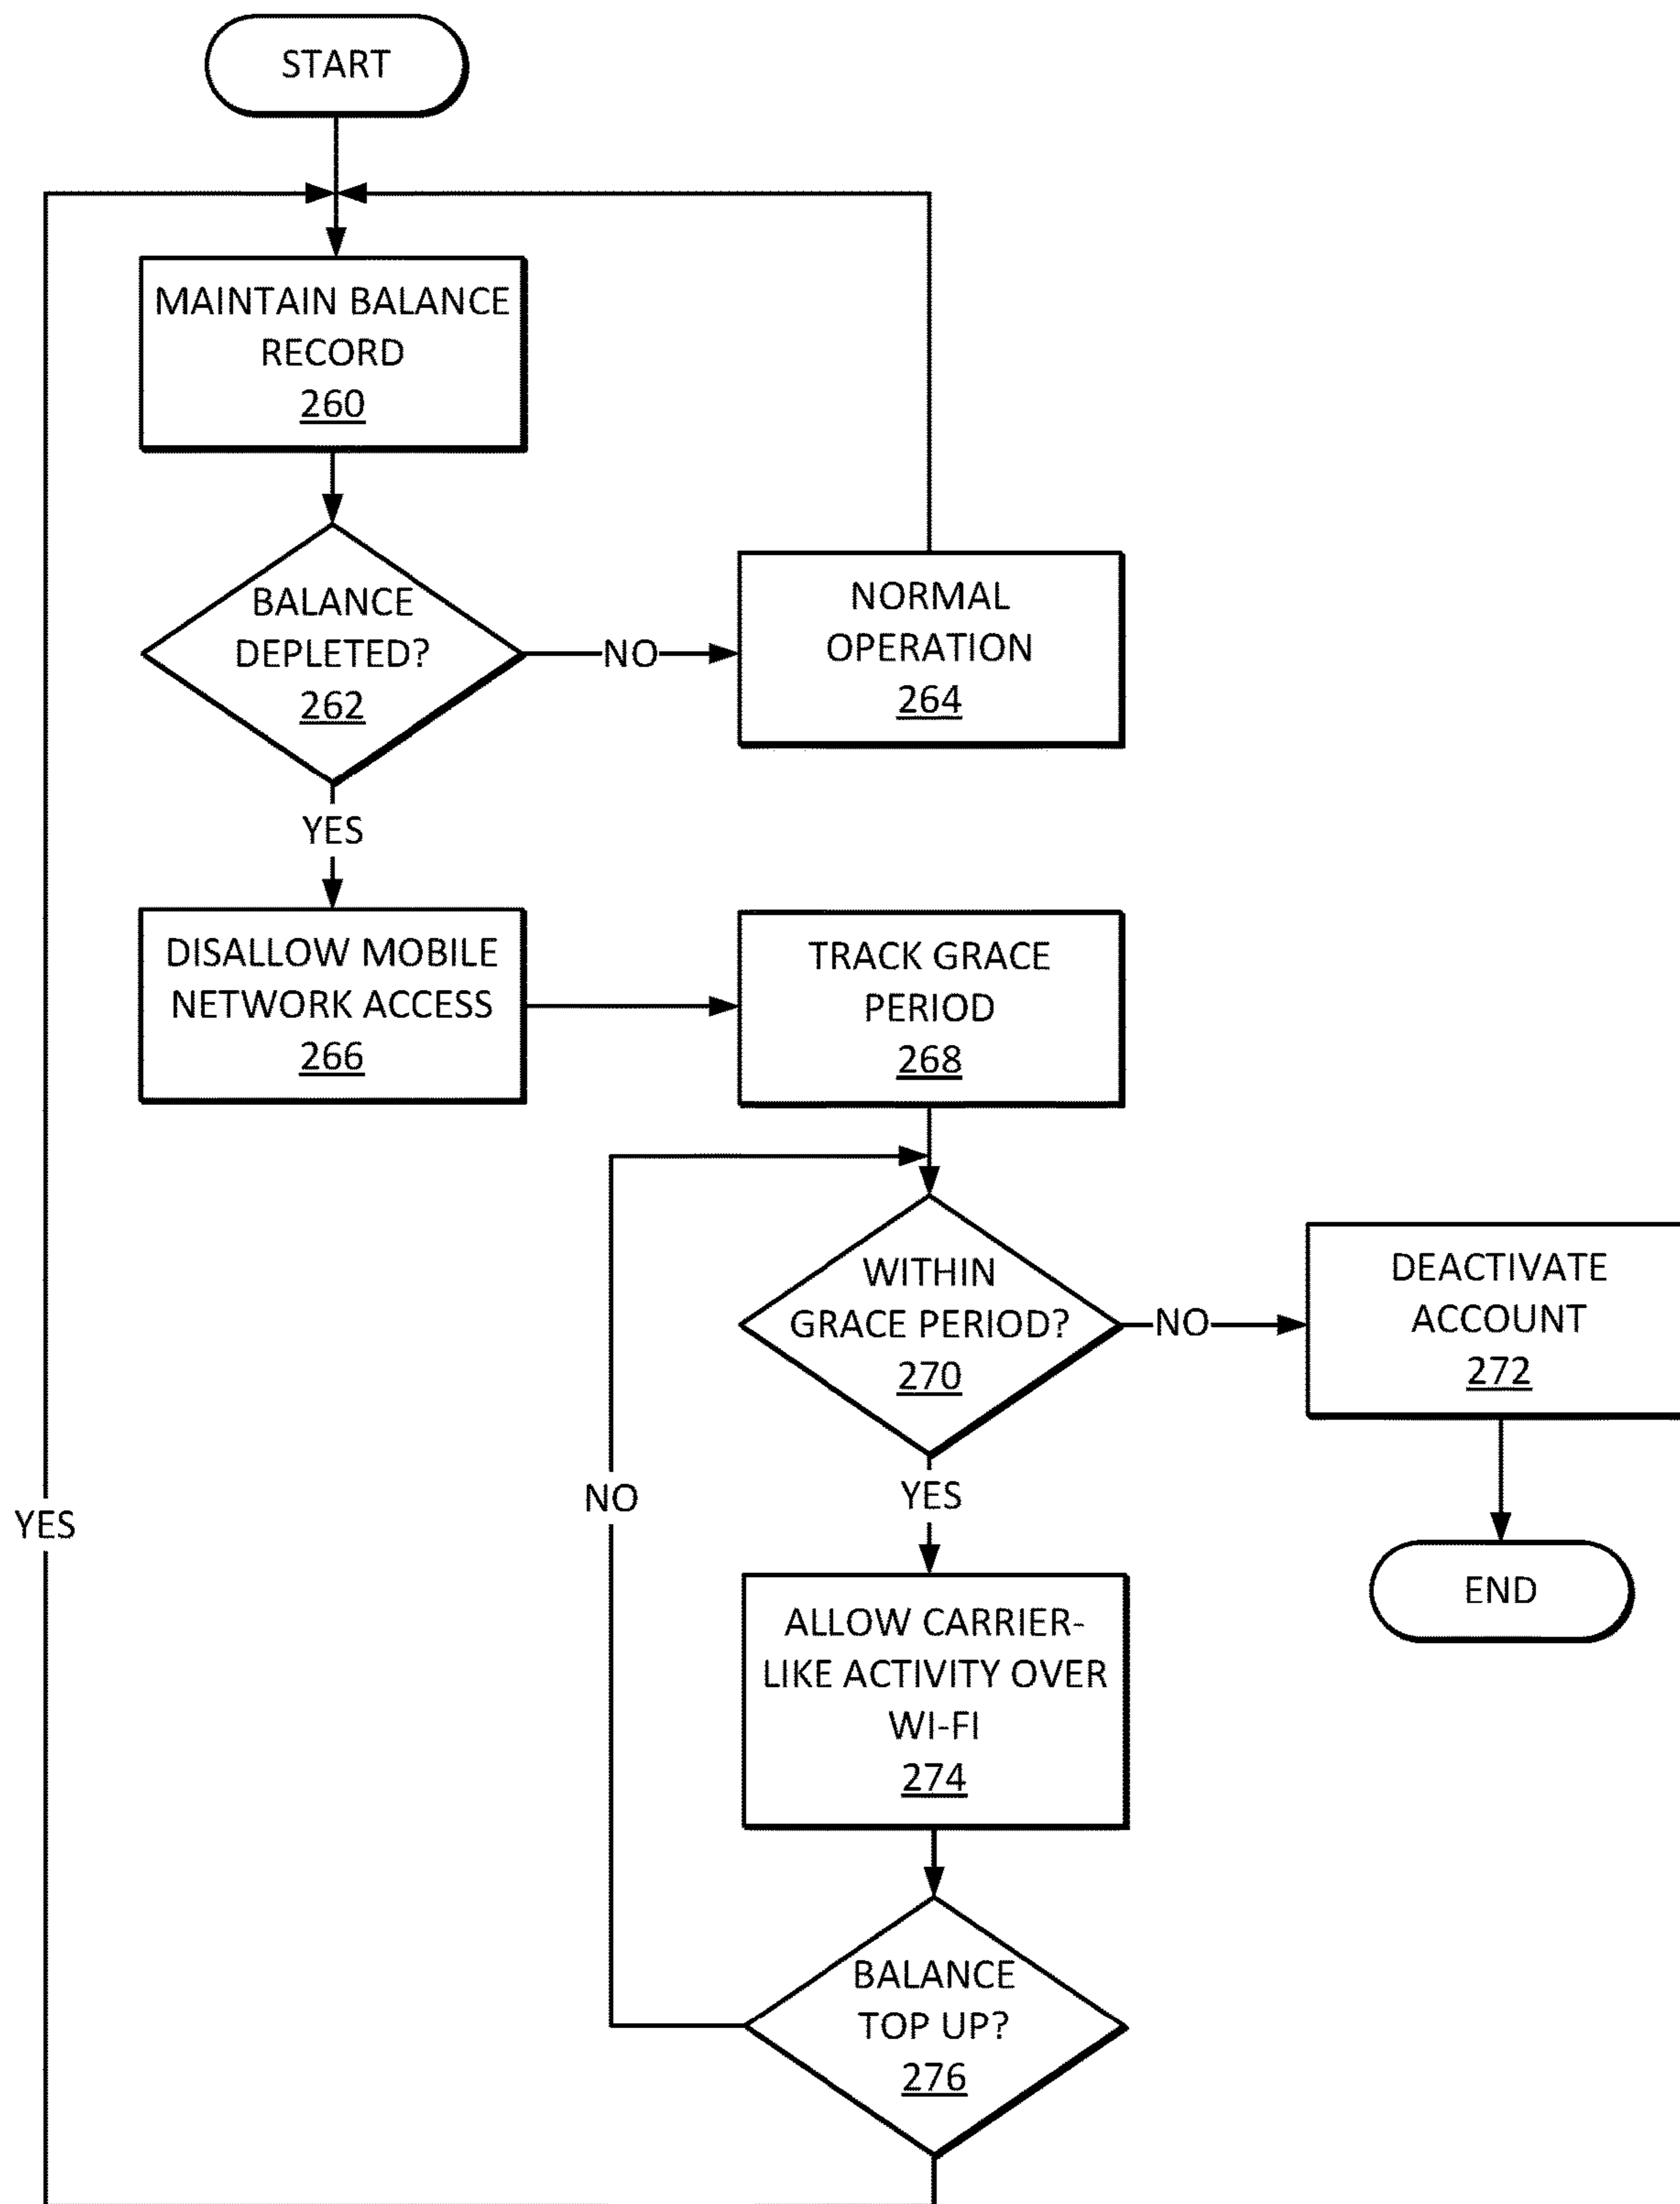 START
MAINTAIN BALANCE
RECORD
260
BALANCE
DEPLETED?
262
NO
NORMAL
OPERATION
264
YES
DISALLOW MOBILE
NETWORK ACCESS
266
TRACK GRACE
PERIOD
268
WITHIN
GRACE PERIOD?
270
NO
DEACTIVATE
ACCOUNT
272
END
YES
NO
YES
ALLOW CARRIER-
LIKE ACTIVITY OVER
WI-FI
274
BALANCE
TOP UP?
276